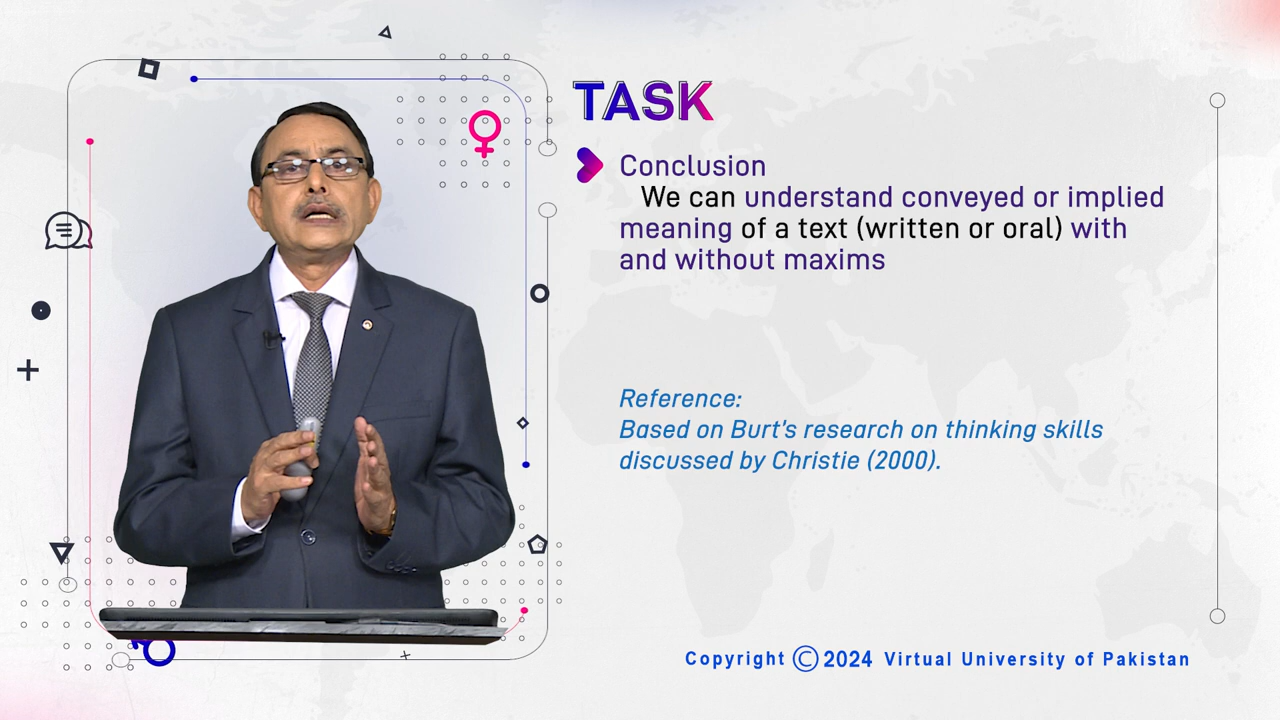 TASK
Conclusion
We can understand conveyed or implied
meaning of a text (written or oral) with
and without maxims
Reference:
Based on Burt's research on thinking skills
discussed by Christie (2000).
Copyright © 2024 Virtual University of Pakistan